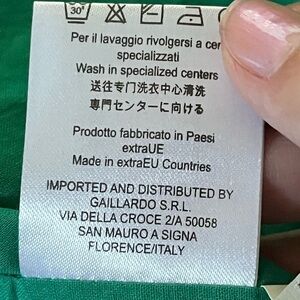 30°
Per il lavaggio rivolgersi a cen
specializzati
Wash in specialized centers
送往专门洗衣中心清洗
専門センターに向ける
Prodotto fabbricato in Paesi
extraUE
Made in extraEU Countries
IMPORTED AND DISTRIBUTED BY
GAILLARDO S.R.L.
VIA DELLA CROCE 2/A 50058
SAN MAURO A SIGNA
FLORENCE/ITALY